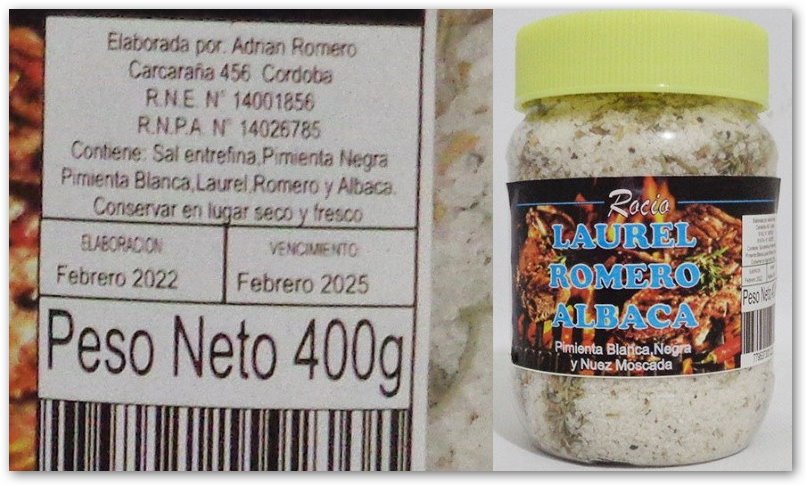 Elaborada por: Adrian Romero
Carcaraña 456 Cordoba
R.N.E. N° 14001856
R.N.P.A. N° 14026785
Contiene: Sal entrefina,Pimienta Negra
Pimienta Blanca,Laurel,Romero y Albaca.
Conservar en lugar seco y fresco
ELABORACION
Febrero 2022
VENCIMIENTO:
Febrero 2025
Peso Neto 400g
Rocío
LAUREL
ROMERO
ALBACA
Pimienta Blanca,Negra
y Nuez Moscada
Peso Neto